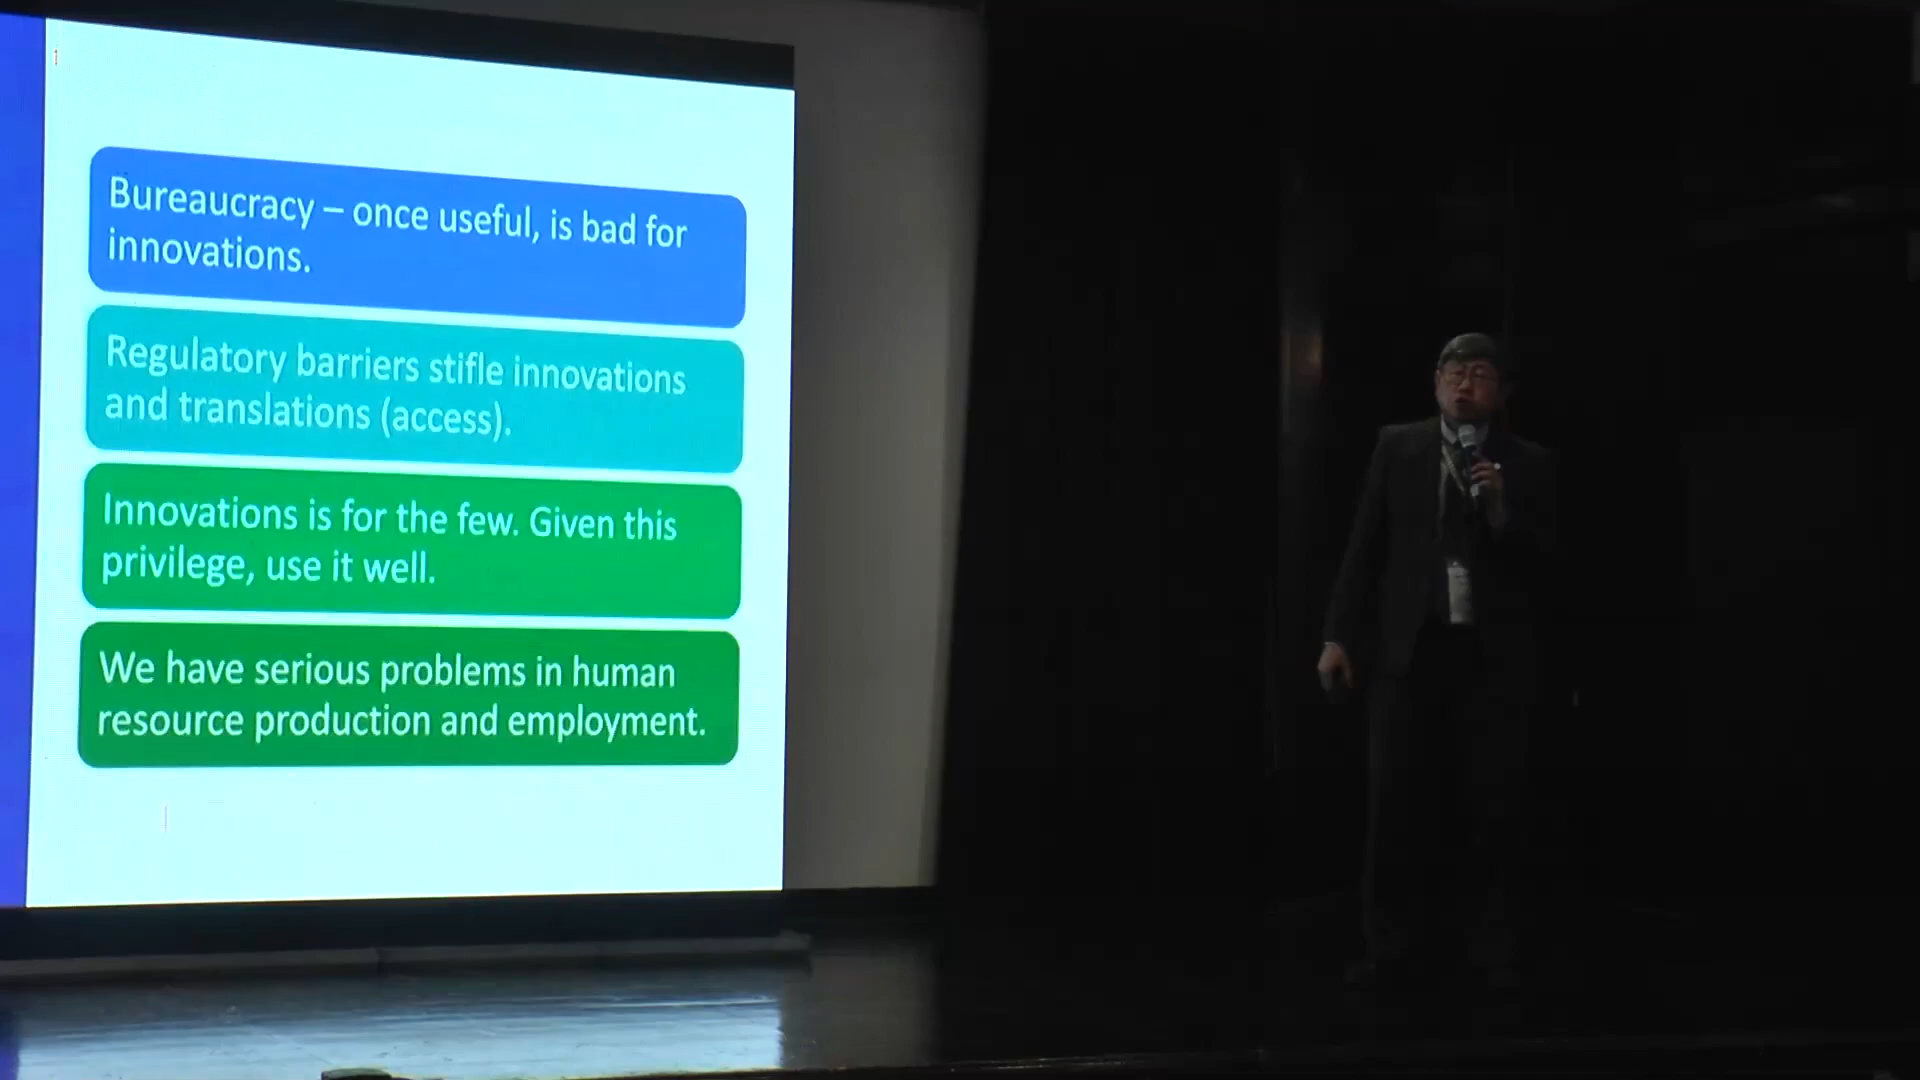 Bureaucracy – once useful, is bad for
innovations.
Regulatory barriers stifle innovations
and translations (access).
Innovations is for the few. Given this
privilege, use it well.
We have serious problems in human
resource production and employment.